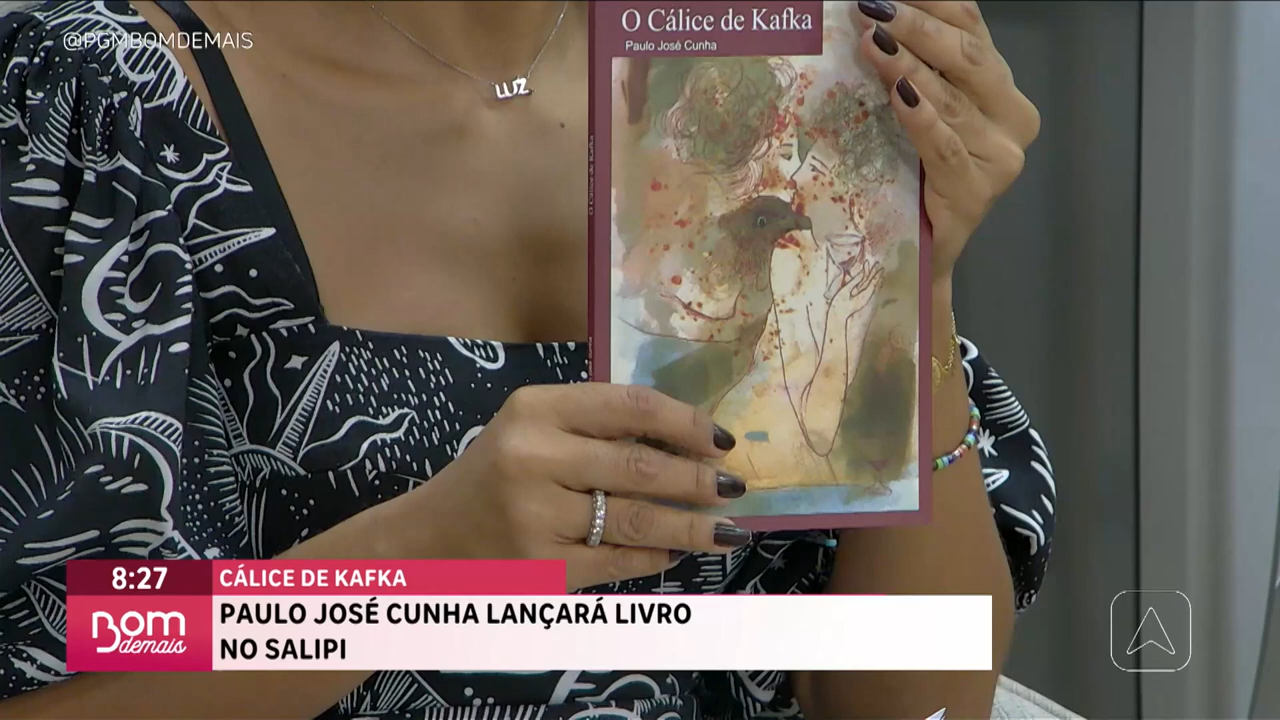 @PGMBOMDEMAIS
O Cálice de Kafka
Paulo José Cunha
LUZ
O Cálice de Kafka
8:27
CÁLICE DE KAFKA
Bom
demais
PAULO JOSÉ CUNHA LANÇARÁ LIVRO
NO SALIPI